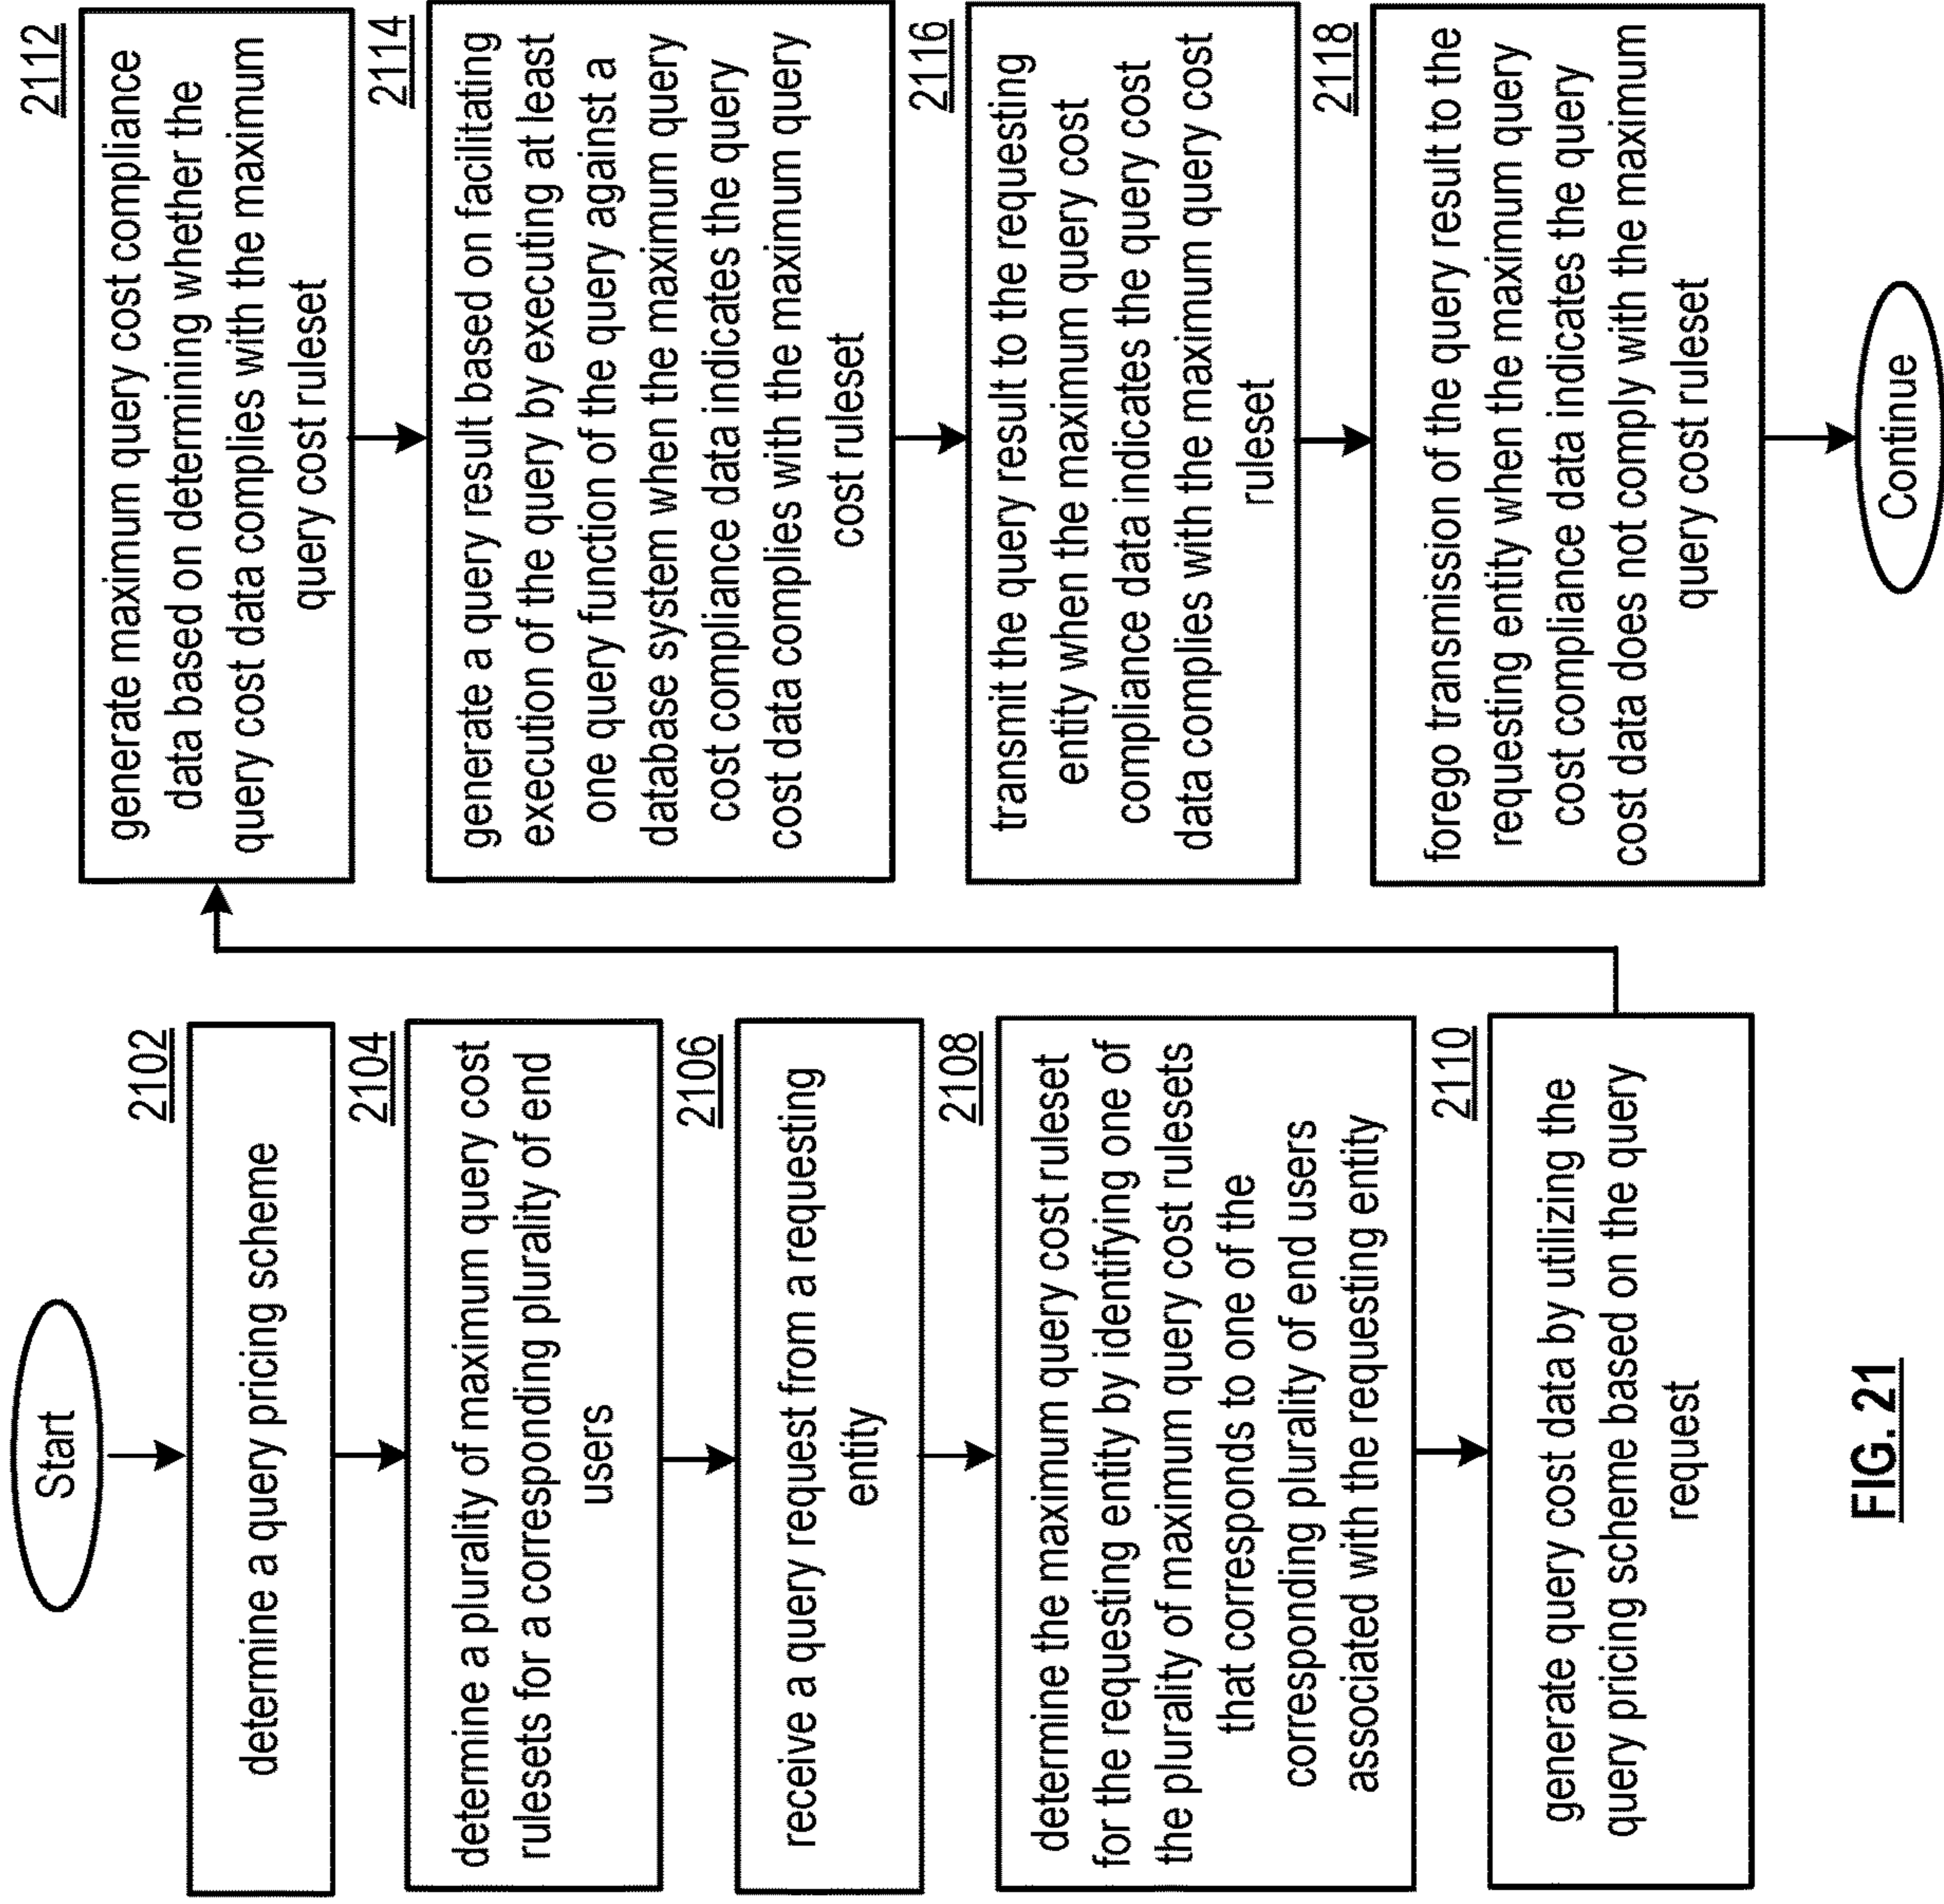 Start
2102
determine a query pricing scheme
2104
determine a plurality of maximum query cost
rulesets for a corresponding plurality of end
users
2106
receive a query request from a requesting
entity
2108
determine the maximum query cost ruleset
for the requesting entity by identifying one of
the plurality of maximum query cost rulesets
that corresponds to one of the
corresponding plurality of end users
associated with the requesting entity
2110
generate query cost data by utilizing the
query pricing scheme based on the query
request
2112
generate maximum query cost compliance
data based on determining whether the
query cost data complies with the maximum
query cost ruleset
2114
generate a query result based on facilitating
execution of the query by executing at least
one query function of the query against a
database system when the maximum query
cost compliance data indicates the query
cost data complies with the maximum query
cost ruleset
2116
transmit the query result to the requesting
entity when the maximum query cost
compliance data indicates the query cost
data complies with the maximum query cost
ruleset
2118
forego transmission of the query result to the
requesting entity when the maximum query
cost compliance data indicates the query
cost data does not comply with the maximum
query cost ruleset
Continue
FIG. 21